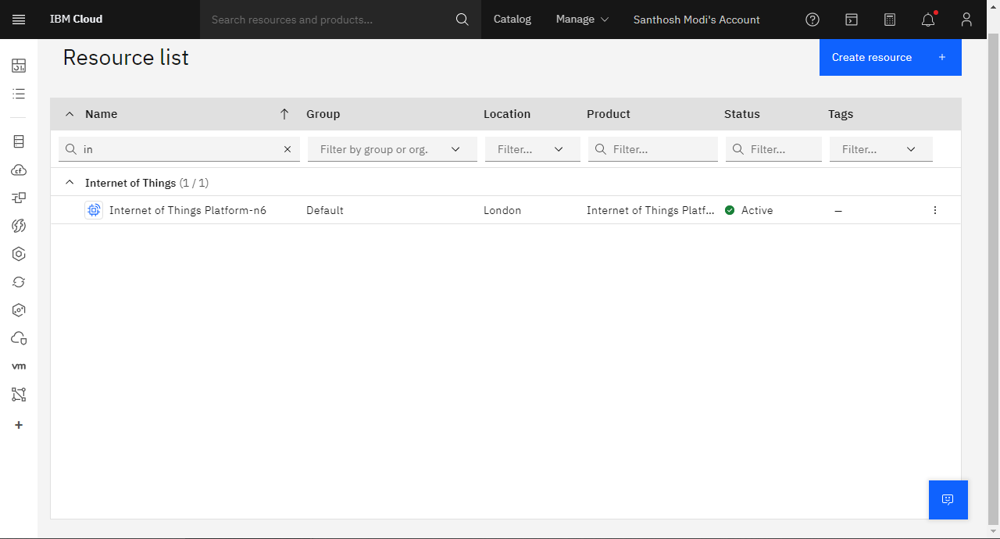 IBM Cloud Search resources and products... Catalog Manage Santhosh Modi's Account
Resource list Create resource +
Name Group Location Product Status Tags
in Filter by group or org. Filter... Filter... Filter... Filter...
Internet of Things (1 / 1)
Internet of Things Platform-n6 Default London Internet of Things Platf... Active –
cf
vm
+